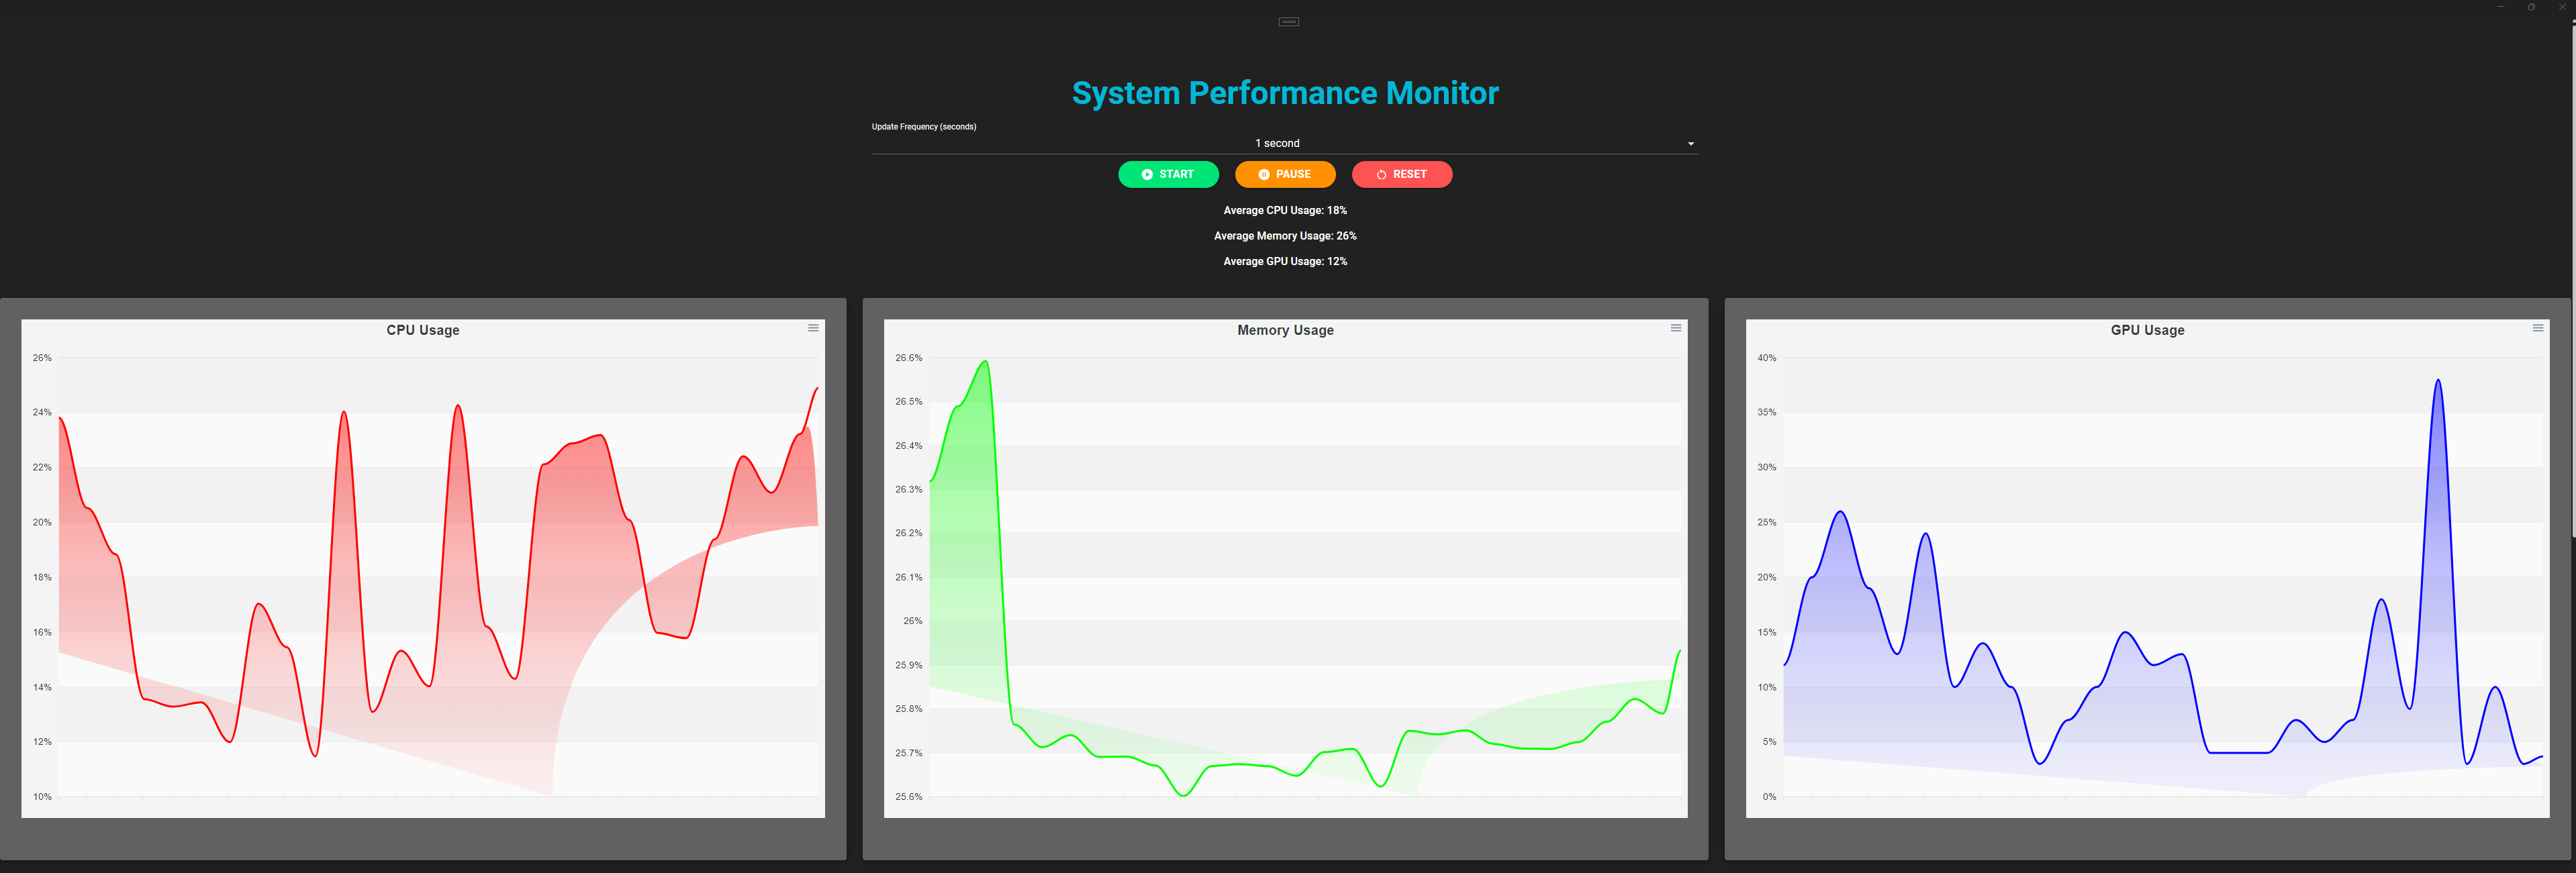 System Performance Monitor
Update Frequency (seconds)
1 second
START PAUSE RESET
Average CPU Usage: 18%
Average Memory Usage: 26%
Average GPU Usage: 12%
CPU Usage
26%
24%
22%
20%
18%
16%
14%
12%
10%
Memory Usage
26.6%
26.5%
26.4%
26.3%
26.2%
26.1%
26%
25.9%
25.8%
25.7%
25.6%
GPU Usage
40%
35%
30%
25%
20%
15%
10%
5%
0%